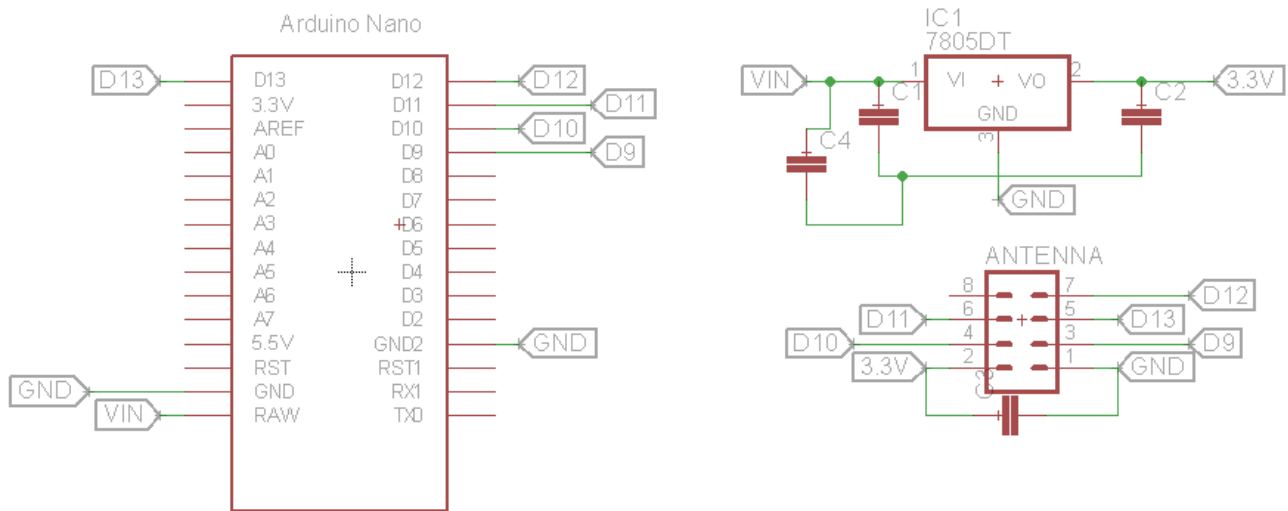 Arduino Nano
D13
D13
3.3V
AREF
A0
A1
A2
A3
A4
A5
A6
A7
5.5V
RST
GND
RAW
GND
VIN
D12
D11
D10
D9
D8
D7
D6
D5
D4
D3
D2
GND2
RST1
RX1
TX0
D12
D11
D10
D9
GND
IC1
7805DT
VIN
1
VI
VO
2
3.3V
GND
3
C1
C2
C4
GND
ANTENNA
8
7
D12
D11
6
5
D13
D10
4
3
D9
3.3V
2
1
GND
C3